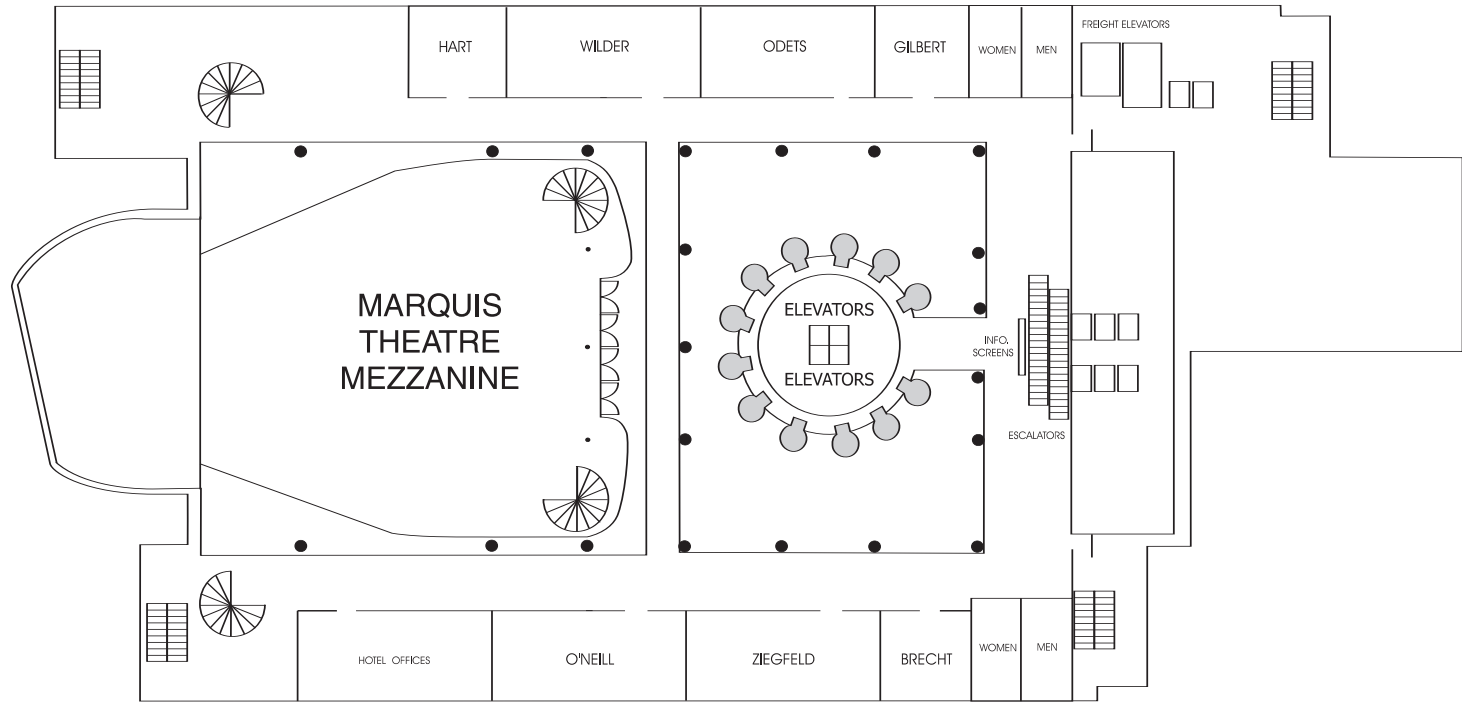 HART
WILDER
ODETS
GILBERT
WOMEN
MEN
FREIGHT ELEVATORS
MARQUIS
THEATRE
MEZZANINE
ELEVATORS
ELEVATORS
INFO.
SCREENS
ESCALATORS
HOTEL OFFICES
O'NEILL
ZIEGFELD
BRECHT
WOMEN
MEN